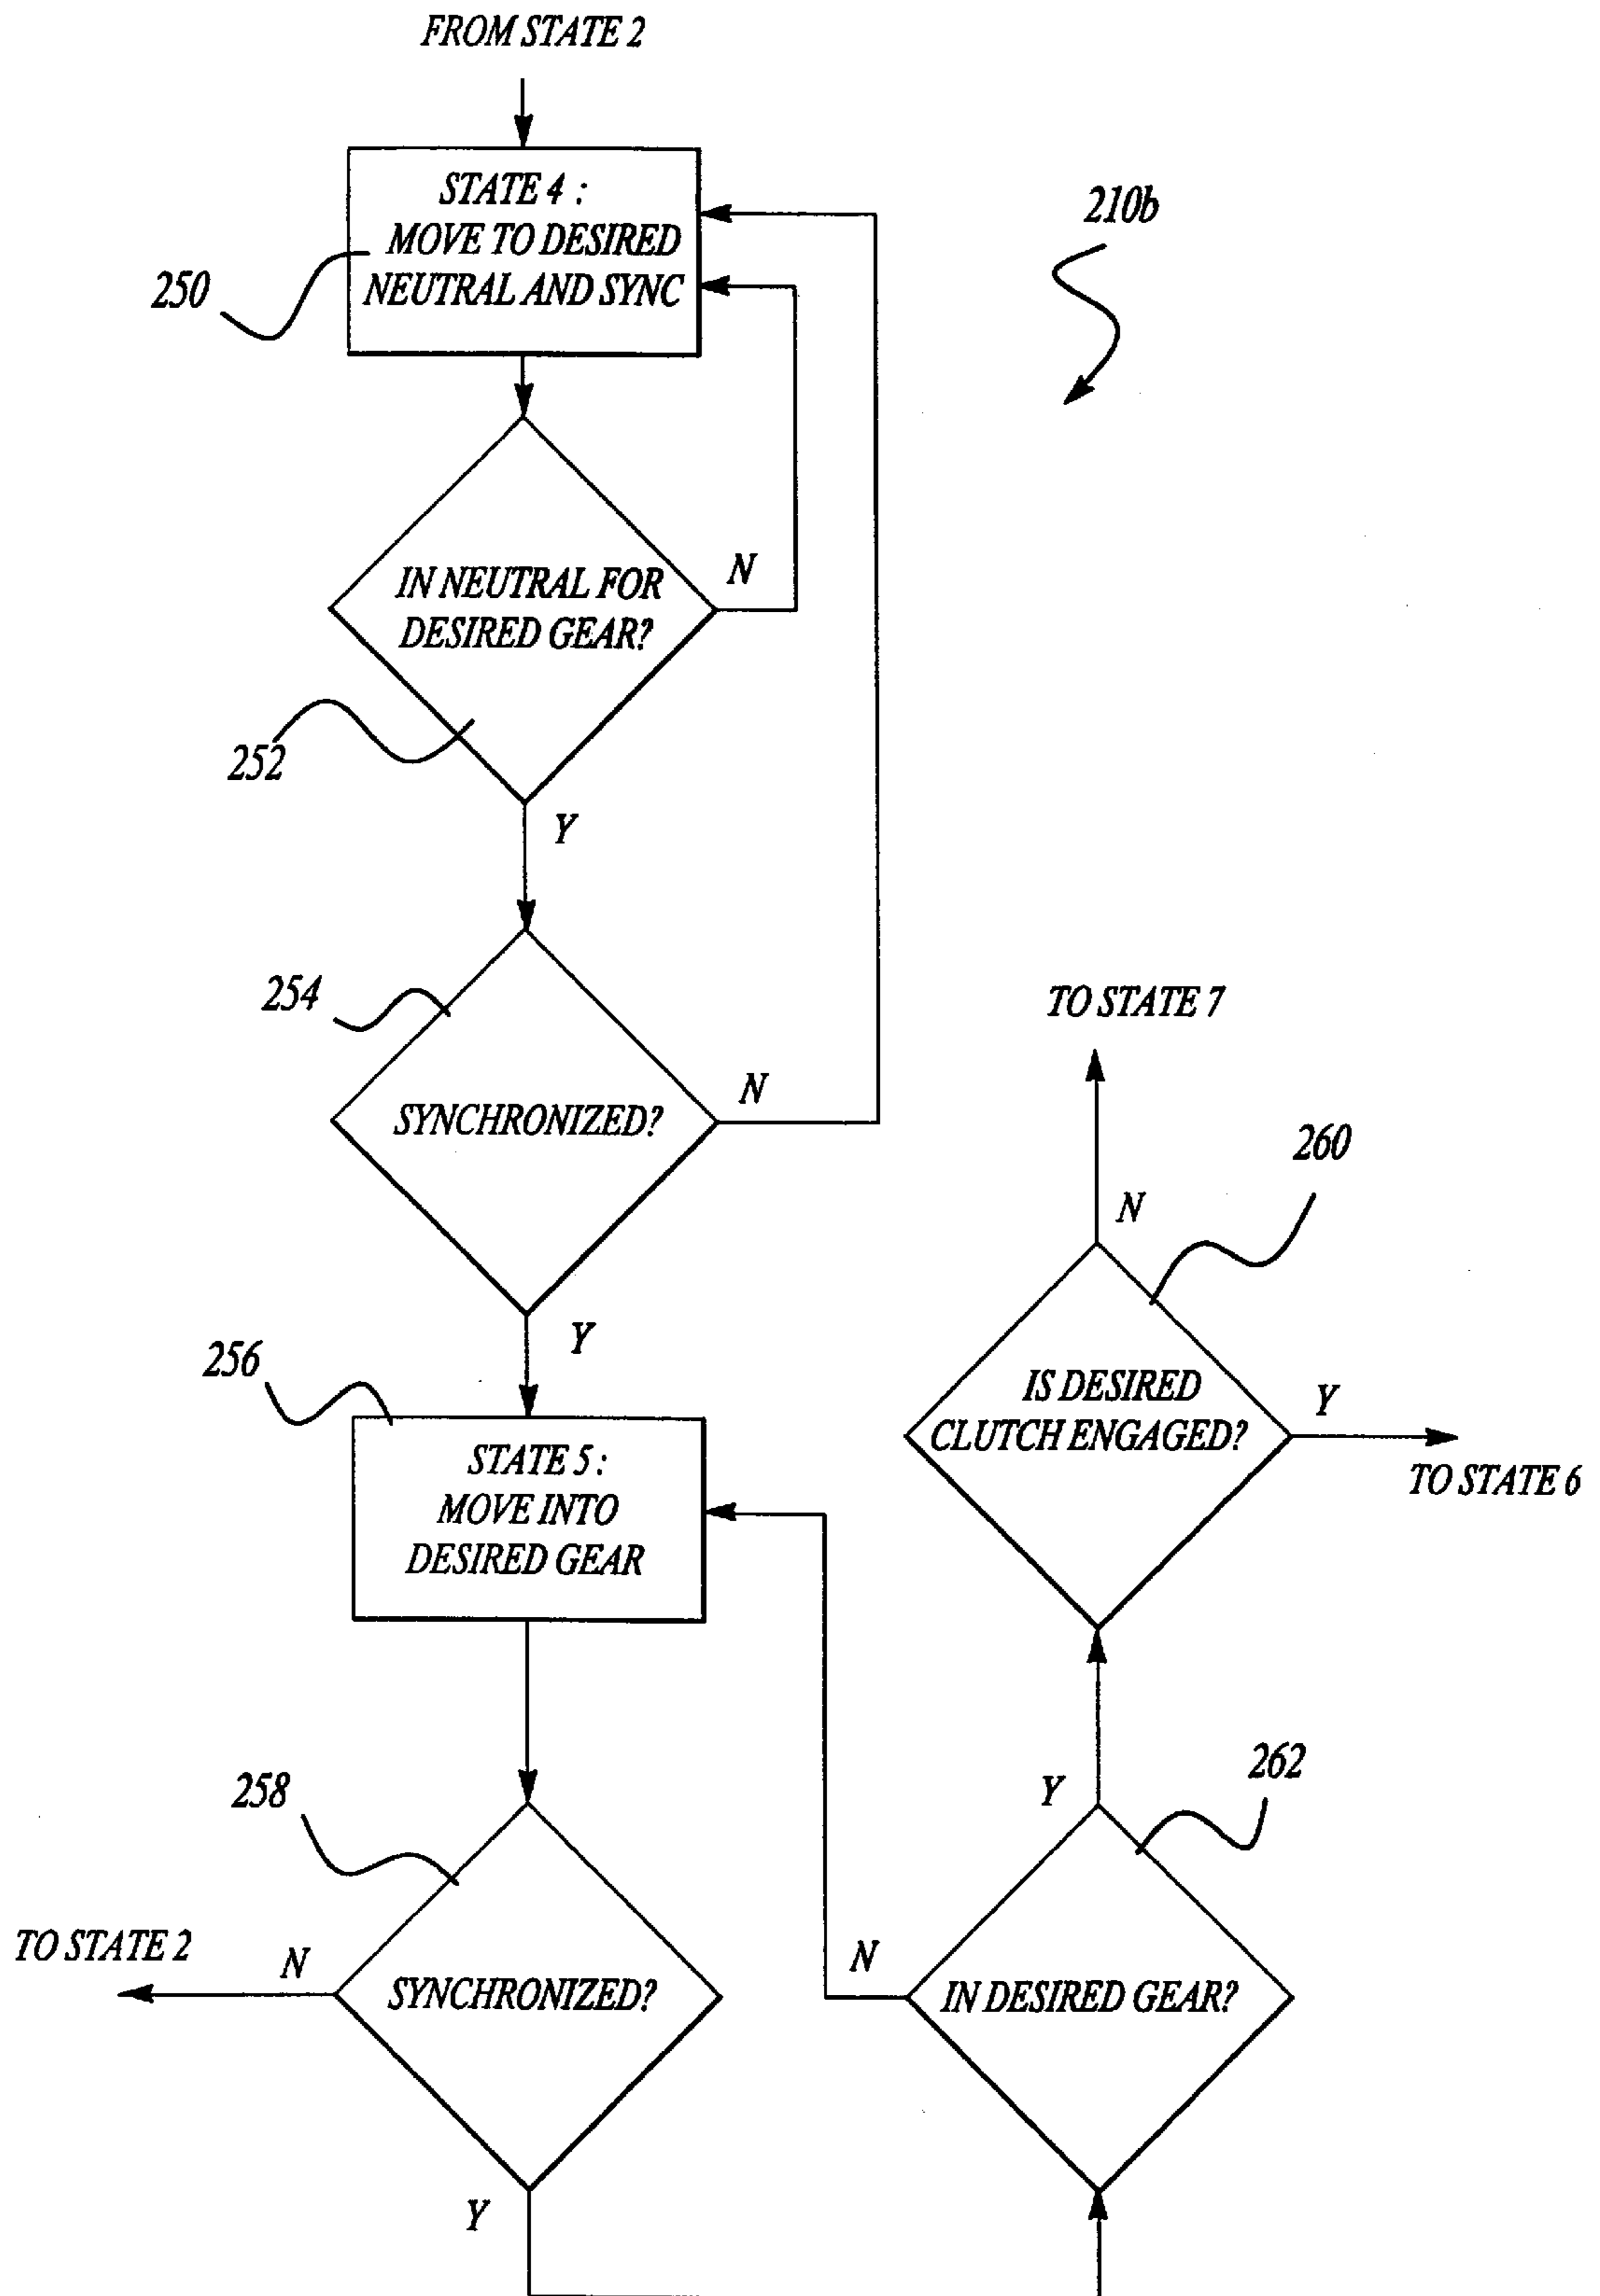 FROM STATE 2
STATE 4 :
MOVE TO DESIRED
NEUTRAL AND SYNC
250
210b
IN NEUTRAL FOR
DESIRED GEAR?
N
252
Y
254
SYNCHRONIZED?
N
Y
256
STATE 5 :
MOVE INTO
DESIRED GEAR
258
SYNCHRONIZED?
N
TO STATE 2
Y
262
IN DESIRED GEAR?
N
Y
260
IS DESIRED
CLUTCH ENGAGED?
N
TO STATE 7
Y
TO STATE 6